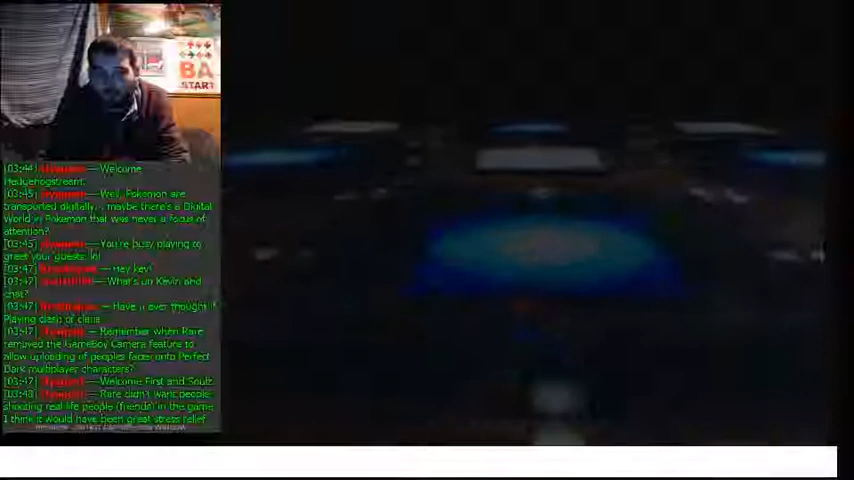 BA
START
[03:44] — Welcome
Hedgehogstream!
[03:45] — Well, Pokemon are
transported digitally... maybe there's a Digital
World in Pokemon that was never a focus of
attention?
[03:45] — You're busy playing to
greet your guests. lol
[03:47] — Hey kev!
[03:47] — What's up Kevin and
chat?
[03:47] — Have u ever thought
Playing clash of clans
[03:47] — Remember when Rare
removed the GameBoy Camera feature to
allow uploading of peoples faces onto Perfect
Dark multiplayer characters?
[03:47] — Welcome First and Soulz
[03:48] — Rare didn't want people
shooting real life people (friends) in the game
I think it would have been great stress relief